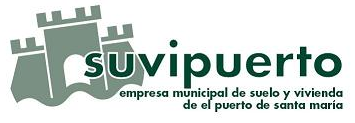 suvipuerto
empresa municipal de suelo y vivienda
de el puerto de santa maría